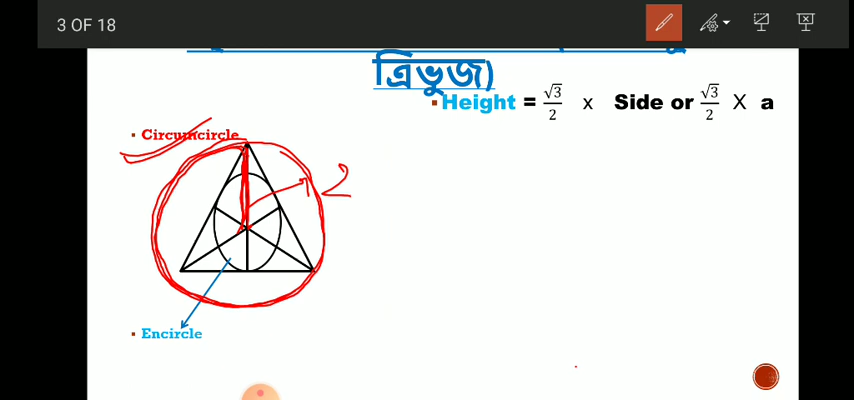 3 OF 18
ত্রিভুজ)
Height = √3/2 x Side or √3/2 X a
Circumcircle
2
Encircle